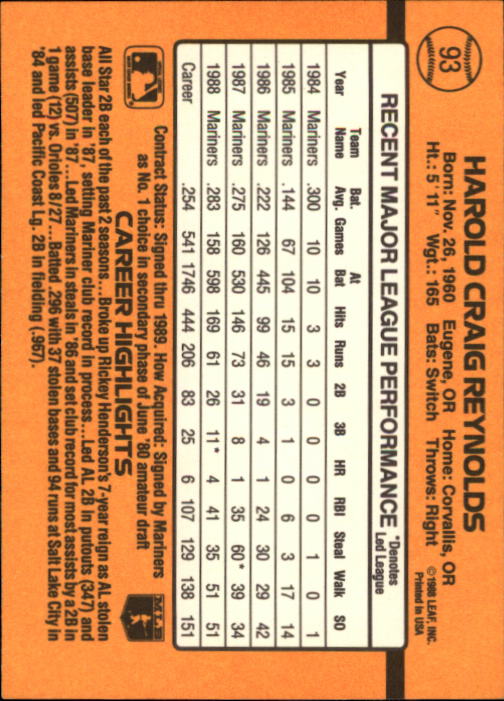 93
HAROLD CRAIG REYNOLDS
Born: Nov. 26, 1960 Eugene, OR Home: Corvallis, OR
Ht.: 5'11" Wgt.: 165 Bats: Switch Throws: Right
©1988 LEAF, INC.
Printed in USA
RECENT MAJOR LEAGUE PERFORMANCE *Denotes Led League
Year Team Name Bat. Avg. Games At Bat Hits Runs 2B 3B HR RBI Steal Walk SO
1984 Mariners .300 10 10 3 3 0 0 0 0 1 0 1
1985 Mariners .144 67 104 15 15 3 1 0 6 3 17 14
1986 Mariners .222 126 445 99 46 19 4 1 24 30 29 42
1987 Mariners .275 160 530 146 73 31 8 1 35 60* 39 34
1988 Mariners .283 158 598 169 61 26 11* 4 41 35 51 51
Career .254 541 1746 444 206 83 25 6 107 129 138 151
Contract Status: Signed thru 1989. How Acquired: Signed by Mariners
as No. 1 choice in secondary phase of June '80 amateur draft
MLB
CAREER HIGHLIGHTS
All Star 2B each of the past 2 seasons...Broke up Rickey Henderson's 7-year reign as AL stolen
base leader in '87, setting Mariner club record in process...Led AL 2B in putouts (347) and
assists (507) in '87...Led Mariners in steals in '86 and set club record for most assists by a 2B in
1 game (12) vs. Orioles 8/27...Batted .296 with 37 stolen bases and 94 runs at Salt Lake City in
'84 and led Pacific Coast Lg. 2B in fielding (.967).